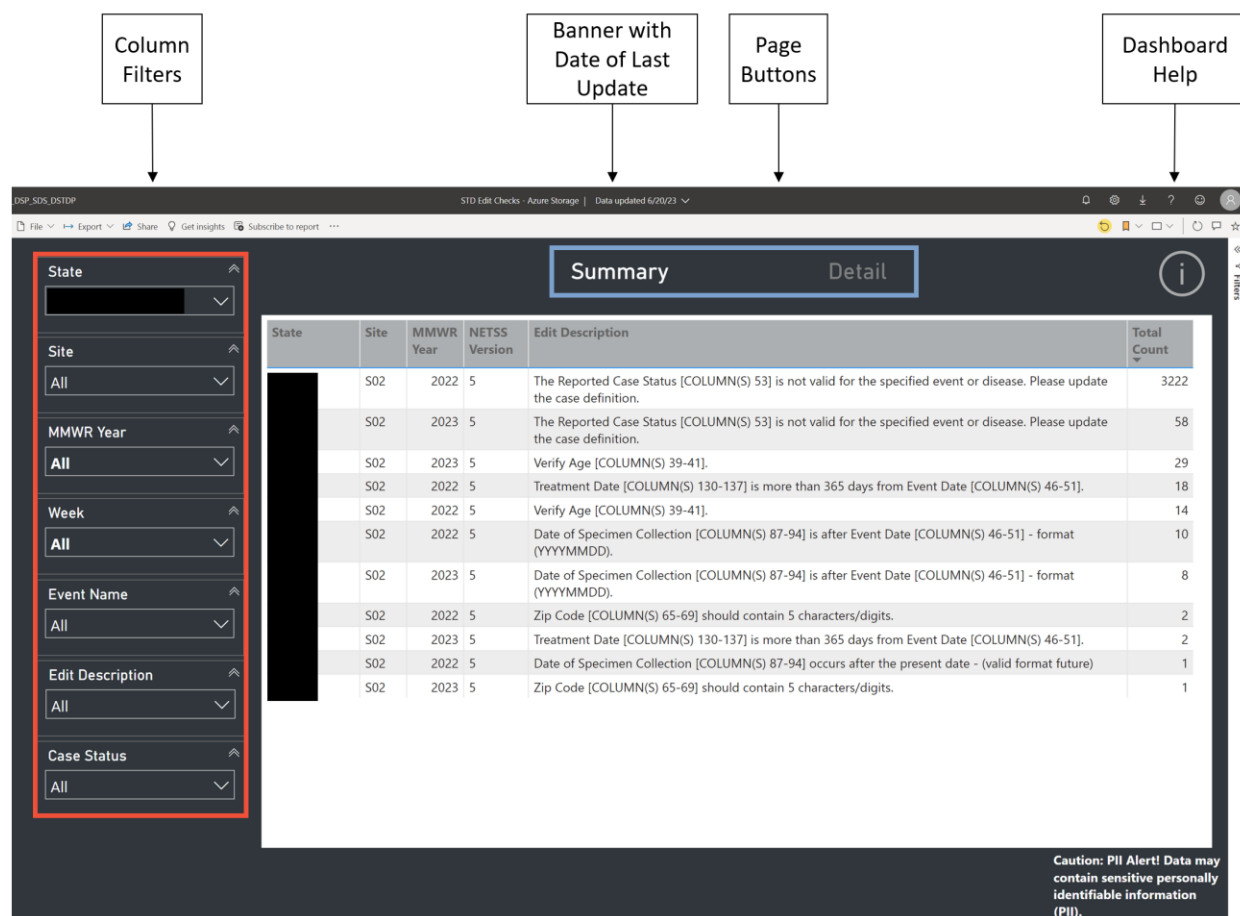 Column
Filters
Banner with
Date of Last
Update
Page
Buttons
Dashboard
Help
_DSP_SDS_DSTDP
STD Edit Checks - Azure Storage | Data updated 6/20/23
File Export Share Get insights Subscribe to report ...
Summary Detail
Filters
State
Site
All
MMWR Year
All
Week
All
Event Name
All
Edit Description
All
Case Status
All
State Site MMWR Year NETSS Version Edit Description Total Count
S02 2022 5 The Reported Case Status [COLUMN(S) 53] is not valid for the specified event or disease. Please update 3222
the case definition.
S02 2023 5 The Reported Case Status [COLUMN(S) 53] is not valid for the specified event or disease. Please update 58
the case definition.
S02 2023 5 Verify Age [COLUMN(S) 39-41]. 29
S02 2022 5 Treatment Date [COLUMN(S) 130-137] is more than 365 days from Event Date [COLUMN(S) 46-51]. 18
S02 2022 5 Verify Age [COLUMN(S) 39-41]. 14
S02 2022 5 Date of Specimen Collection [COLUMN(S) 87-94] is after Event Date [COLUMN(S) 46-51] - format 10
(YYYYMMDD).
S02 2023 5 Date of Specimen Collection [COLUMN(S) 87-94] is after Event Date [COLUMN(S) 46-51] - format 8
(YYYYMMDD).
S02 2022 5 Zip Code [COLUMN(S) 65-69] should contain 5 characters/digits. 2
S02 2023 5 Treatment Date [COLUMN(S) 130-137] is more than 365 days from Event Date [COLUMN(S) 46-51]. 2
S02 2022 5 Date of Specimen Collection [COLUMN(S) 87-94] occurs after the present date - (valid format future) 1
S02 2023 5 Zip Code [COLUMN(S) 65-69] should contain 5 characters/digits. 1
Caution: PII Alert! Data may
contain sensitive personally
identifiable information
(PII).